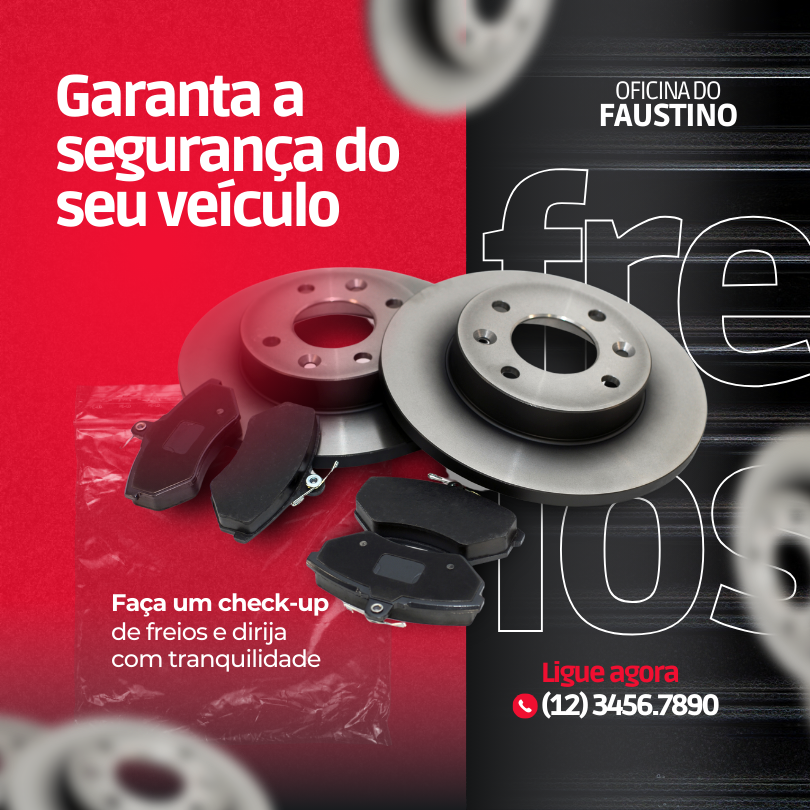 Garanta a
segurança do
seu veículo
OFICINA DO
FAUSTINO
fre
ios
Faça um check-up
de freios e dirija
com tranquilidade
Ligue agora
(12) 3456.7890